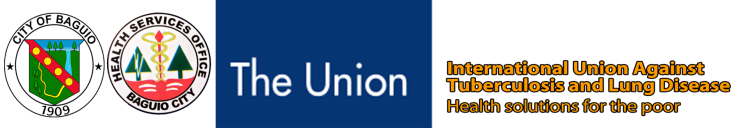 CITY OF BAGUIO
1909
HEALTH SERVICES OFFICE
BAGUIO CITY
The Union
International Union Against
Tuberculosis and Lung Disease
Health solutions for the poor